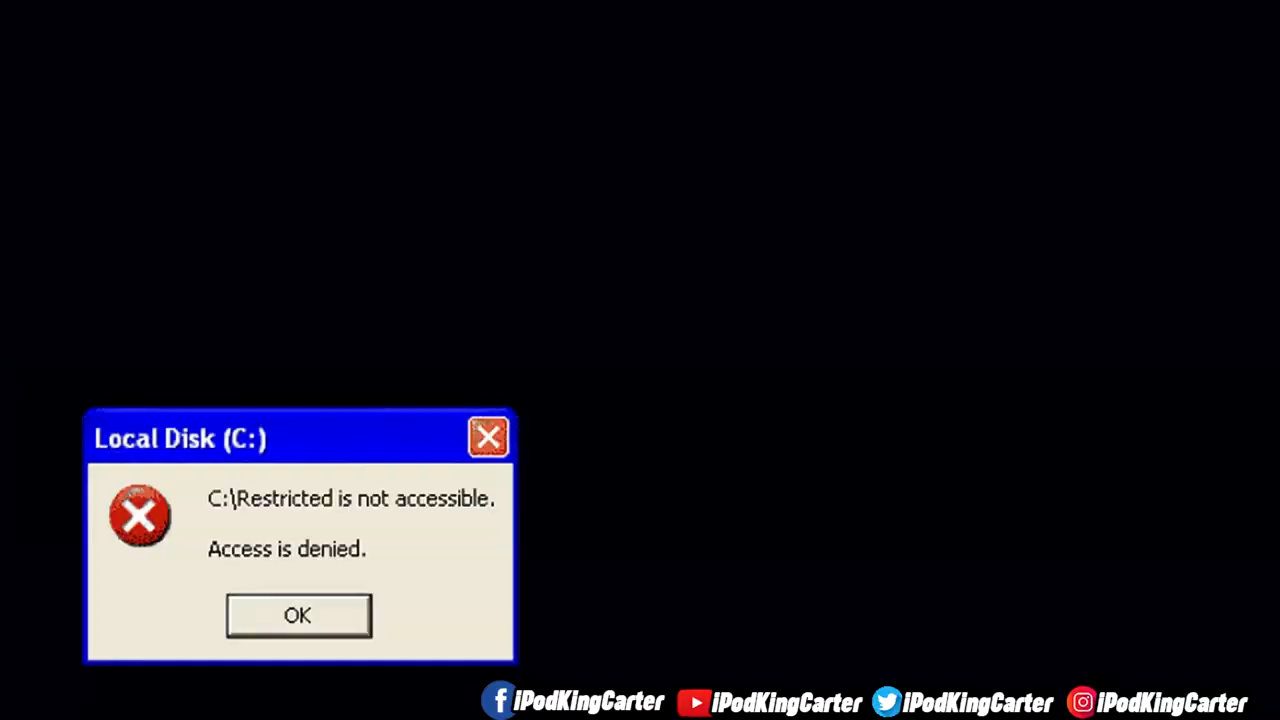 Local Disk (C:)
C:\Restricted is not accessible.
Access is denied.
OK
iPodKingCarter iPodKingCarter iPodKingCarter iPodKingCarter